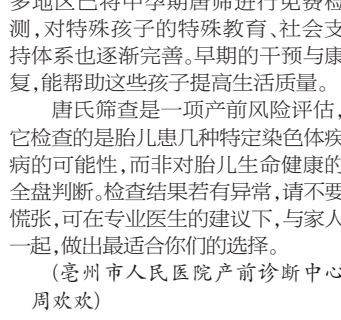 多地区已将中孕期唐筛进行免费检
测，对特殊孩子的特殊教育、社会支
持体系也逐渐完善。早期的干预与康
复，能帮助这些孩子提高生活质量。
唐氏筛查是一项产前风险评估，
它检查的是胎儿患几种特定染色体疾
病的可能性，而非对胎儿生命健康的
全盘判断。检查结果若有异常，请不要
慌张，可在专业医生的建议下，与家人
一起，做出最适合你们的选择。
（亳州市人民医院产前诊断中心
周欢欢）